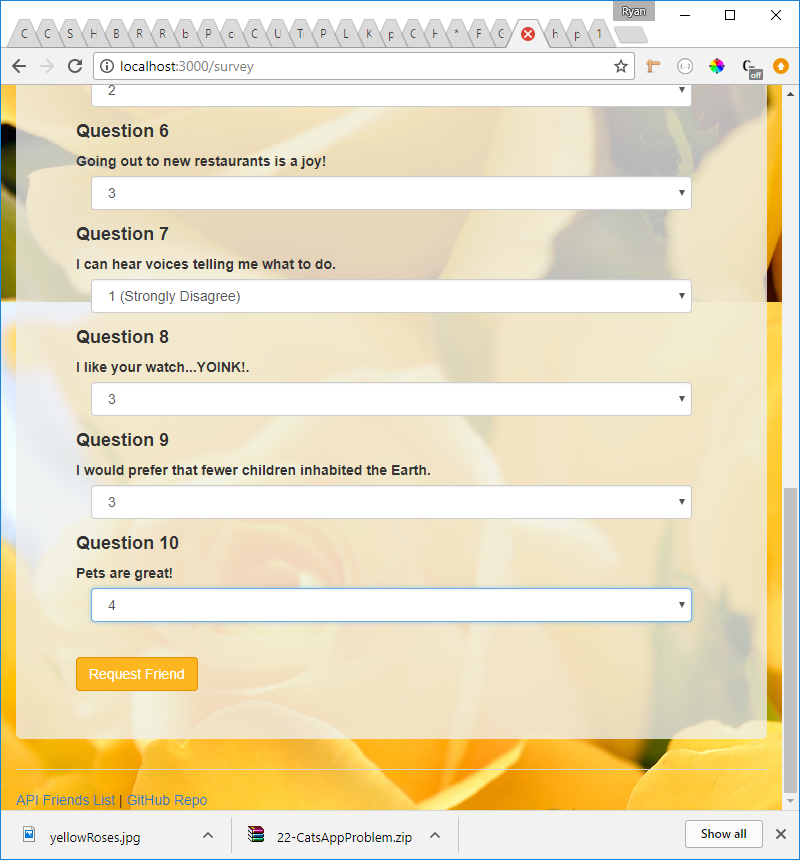 Ryan
C C S H B R R b P c C U T P L K p C H * F C h p 1
localhost:3000/survey
off
2
Question 6
Going out to new restaurants is a joy!
3
Question 7
I can hear voices telling me what to do.
1 (Strongly Disagree)
Question 8
I like your watch...YOINK!.
3
Question 9
I would prefer that fewer children inhabited the Earth.
3
Question 10
Pets are great!
4
Request Friend
API Friends List | GitHub Repo
yellowRoses.jpg
22-CatsAppProblem.zip
Show all